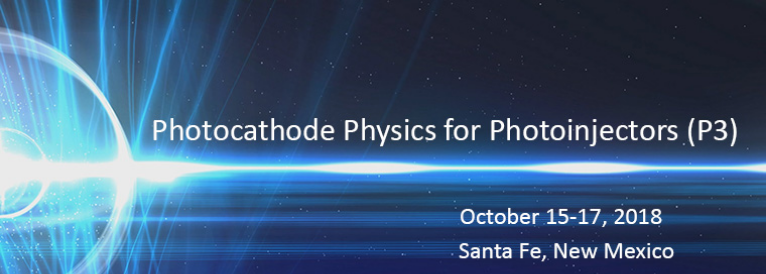 Photocathode Physics for Photoinjectors (P3)
October 15-17, 2018
Santa Fe, New Mexico